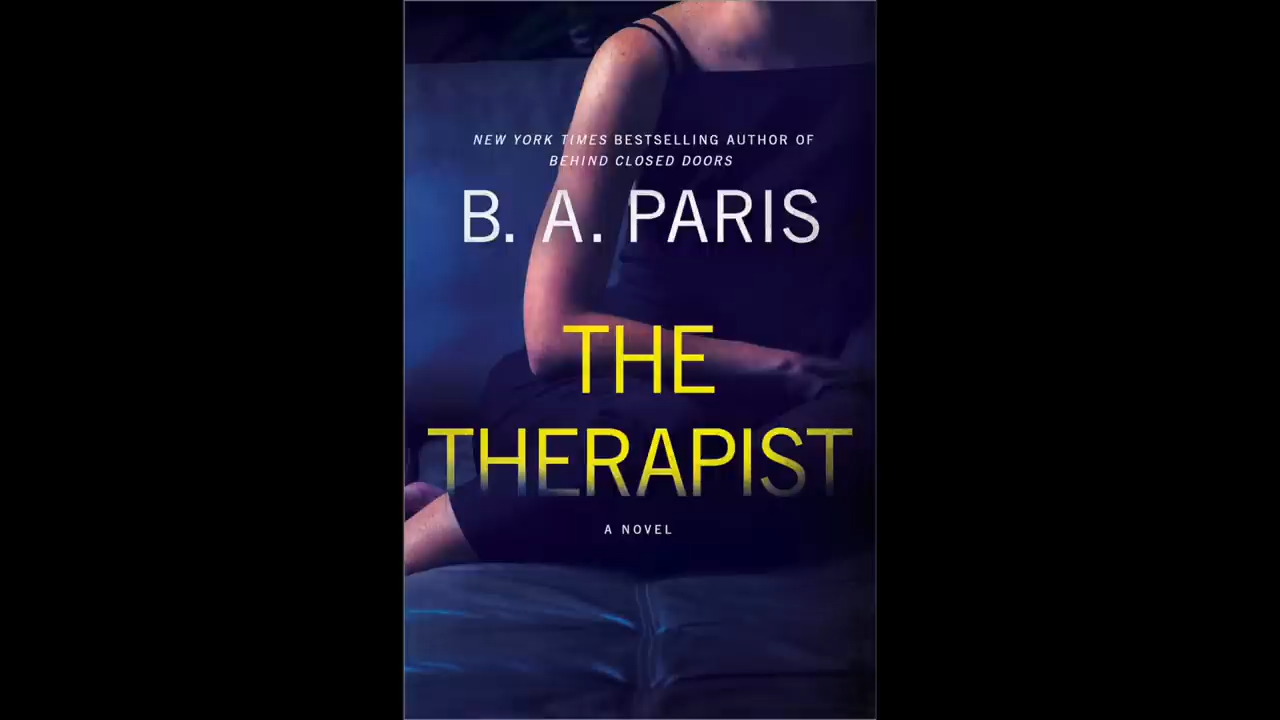 NEW YORK TIMES BESTSELLING AUTHOR OF
BEHIND CLOSED DOORS
B. A. PARIS
THE
THERAPIST
A NOVEL